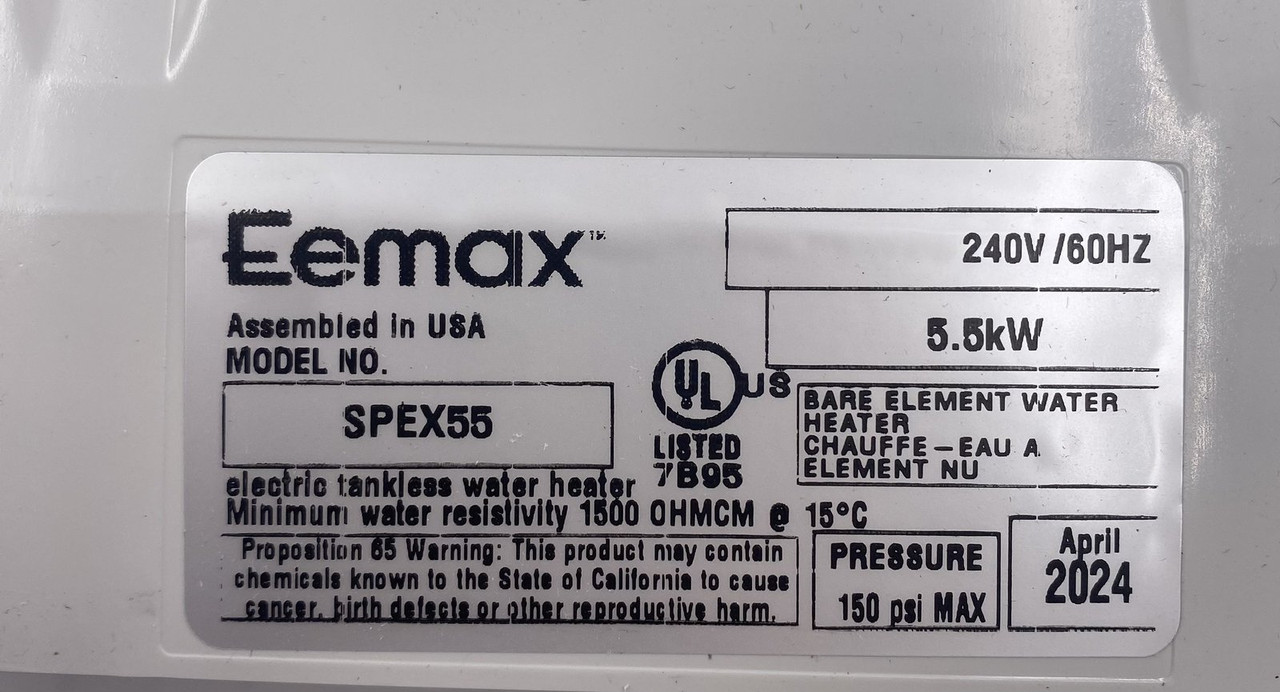 Eemax™
Assembled in USA
MODEL NO.
SPEX55
electric tankless water heater
Minimum water resistivity 1500 OHMCM @ 15°C
Proposition 65 Warning: This product may contain
chemicals known to the State of California to cause
cancer, birth defects or other reproductive harm.
240V /60HZ
5.5kW
UL US
LISTED
7B95
BARE ELEMENT WATER
HEATER
CHAUFFE-EAU A
ELEMENT NU
PRESSURE
150 psi MAX
April
2024